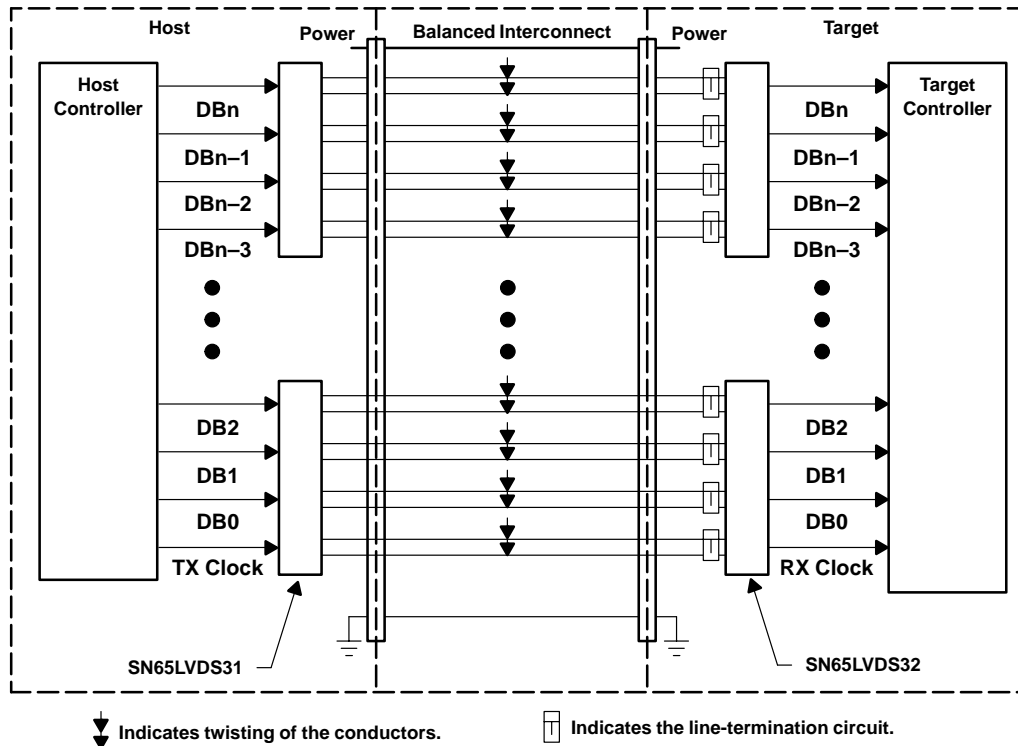 Host
Power
Balanced Interconnect
Power
Target
Host
Controller
DBn
DBn–1
DBn–2
DBn–3
DB2
DB1
DB0
TX Clock
T
T
T
T
T
T
T
T
DBn
DBn–1
DBn–2
DBn–3
DB2
DB1
DB0
RX Clock
Target
Controller
SN65LVDS31
SN65LVDS32
Indicates twisting of the conductors.
T
Indicates the line-termination circuit.